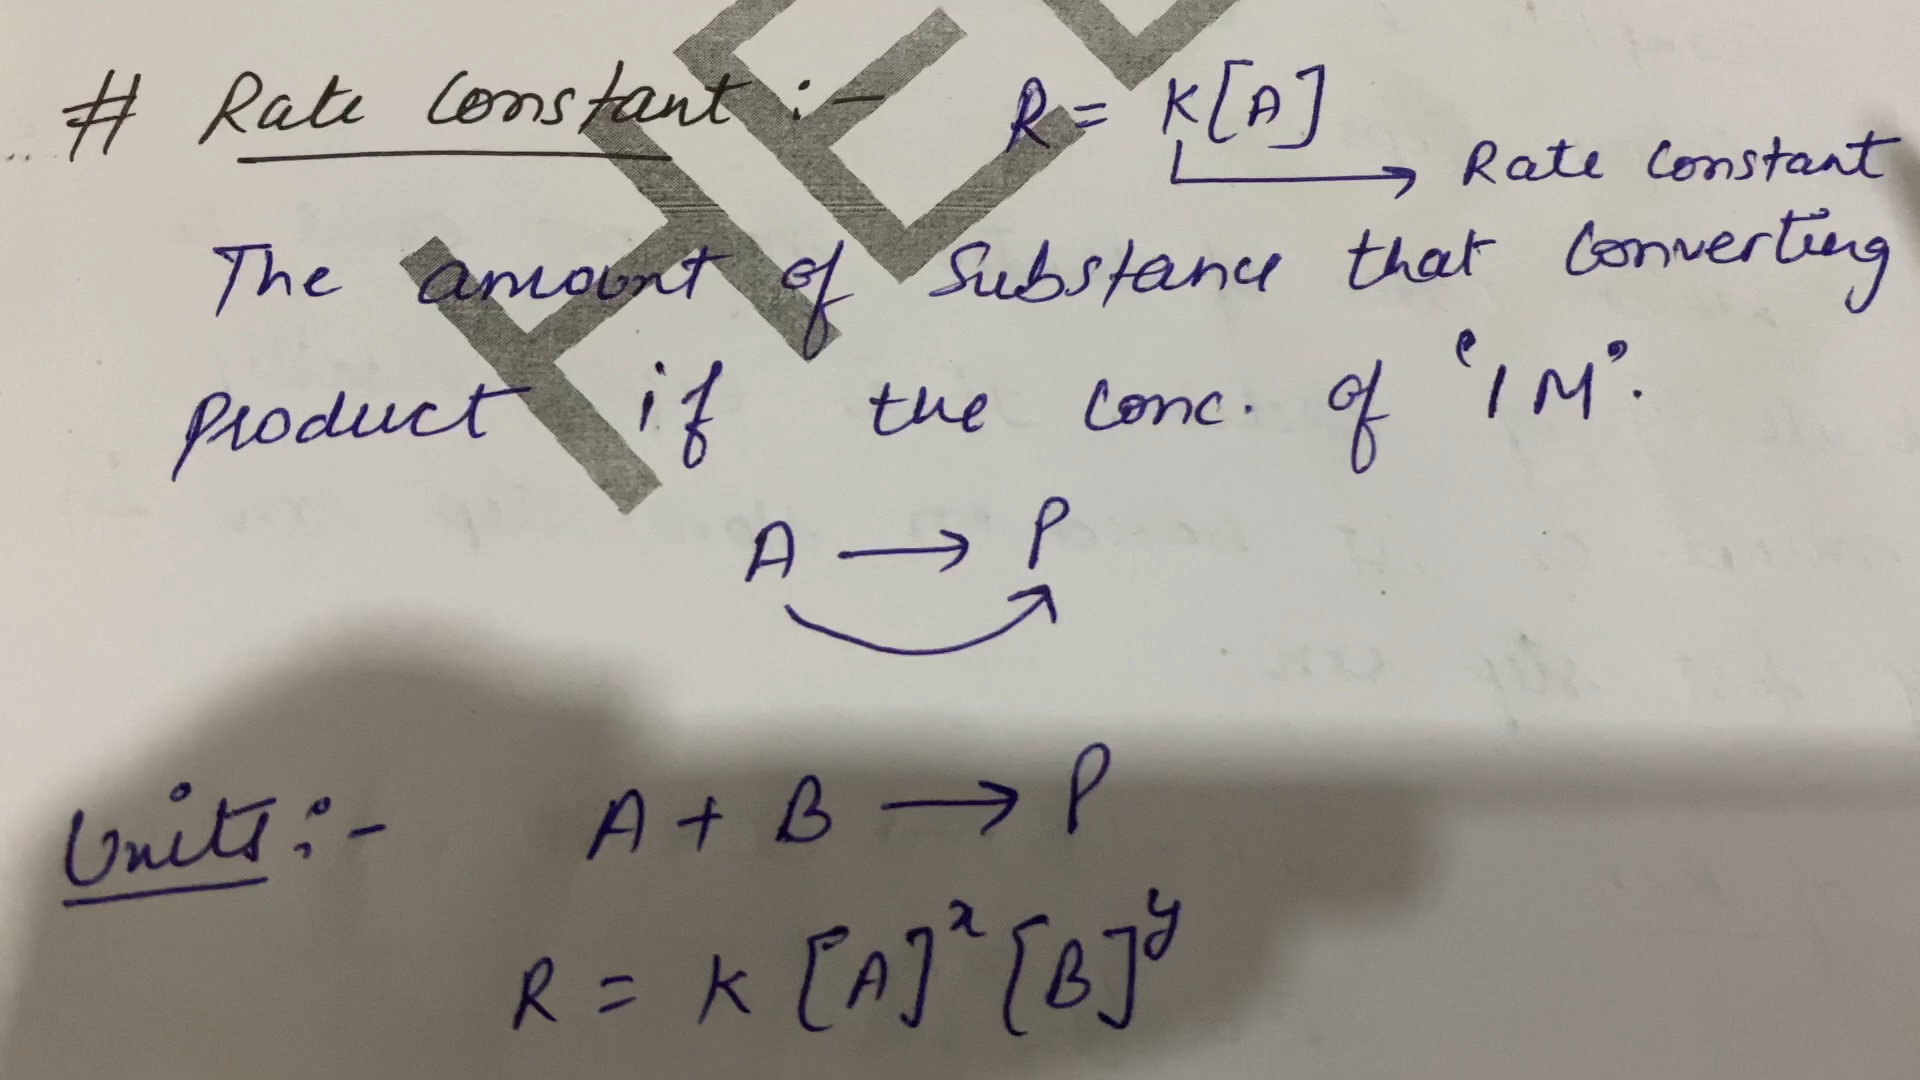 # Rate Constant :- R = K[A]
→ Rate Constant
The amount of Substance that Converting
Product if the Conc. of '1M'.
A → P
Units :- A + B → P
R = K [A]^x [B]^y